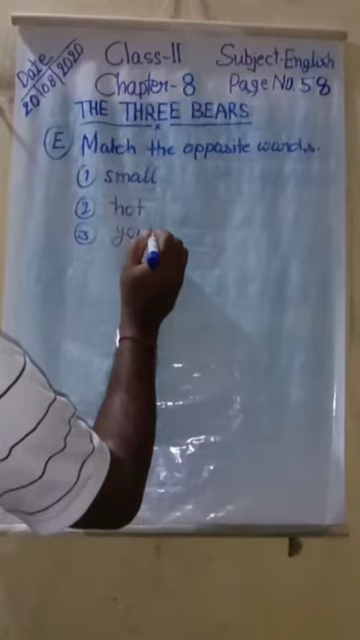 Date
20/08/2020
Class-II Subject-English
Chapter-8 Page No. 58
THE THREE BEARS
x
E Match the opposite words.
1 small
2 hot
3 you